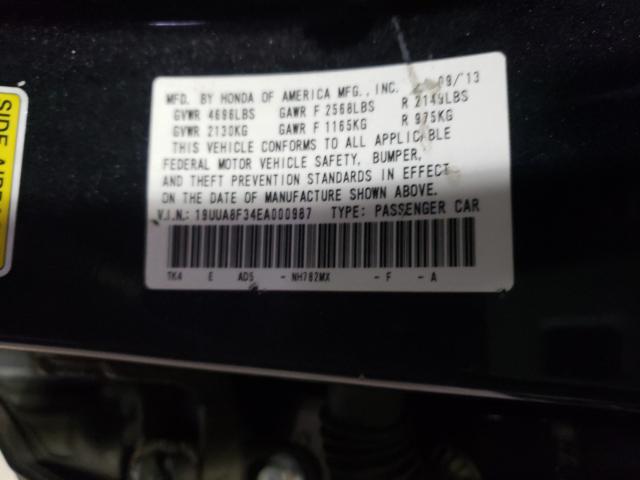 MFD. BY HONDA OF AMERICA MFG., INC. 09/'13
GVWR 4696LBS GAWR F 2568LBS R 2149LBS
GVWR 2130KG GAWR F 1165KG R 975KG
THIS VEHICLE CONFORMS TO ALL APPLICABLE
FEDERAL MOTOR VEHICLE SAFETY, BUMPER,
AND THEFT PREVENTION STANDARDS IN EFFECT
ON THE DATE OF MANUFACTURE SHOWN ABOVE.
V.I.N.: 19UUA8F34EA000987 TYPE: PASSENGER CAR
TK4 E AD5 - NH782MX - F - A
SIDE